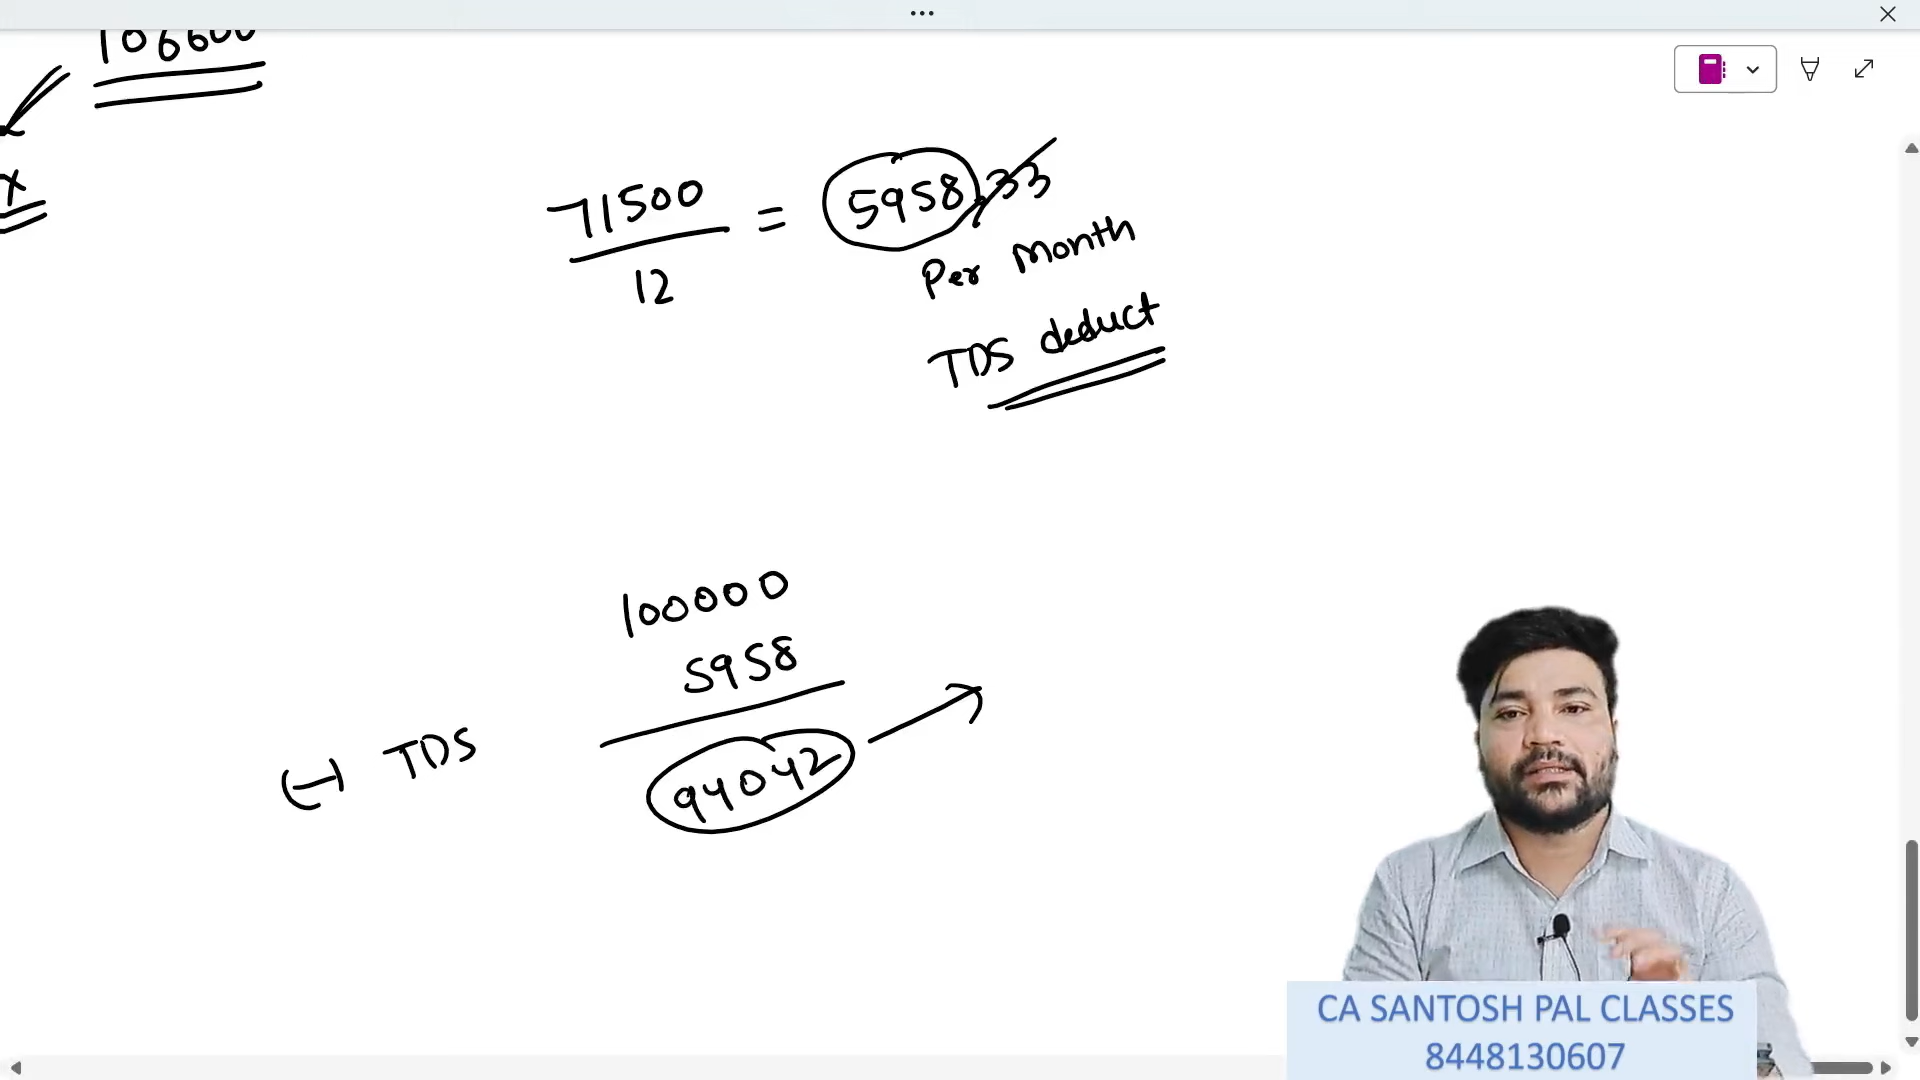 106600
x
71500
12
= 5958.33
Per month
TDS deduct
100000
5958
(-) TDS
94042
CA SANTOSH PAL CLASSES
8448130607